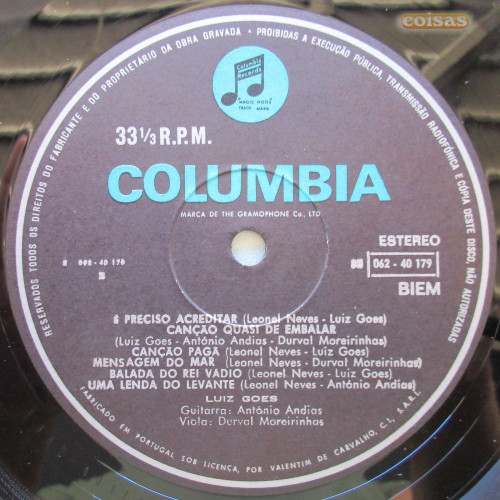 coisas
RESERVADOS TODOS OS DIREITOS DO FABRICANTE E DO PROPRIETÁRIO DA OBRA GRAVADA • PROIBIDAS A EXECUÇÃO PÚBLICA, TRANSMISSÃO RADIOFÓNICA E CÓPIA DESTE DISCO, NÃO AUTORIZADAS
Columbia
Records
MAGIC NOTES
TRADE MARK
33 1/3 R.P.M.
COLUMBIA
MARCA DE THE GRAMOPHONE Co., LTD
ESTEREO
8 062 - 40 179
B
062 - 40 179
BIEM
É PRECISO ACREDITAR (Leonel Neves - Luiz Goes)
CANÇÃO QUASI DE EMBALAR
(Luiz Goes - António Andias - Durval Moreirinhas)
CANÇÃO PAGÃ (Leonel Neves - Luiz Goes)
MENSAGEM DO MAR (Leonel Neves - Durval Moreirinhas)
BALADA DO REI VADIO (Leonel Neves - Luiz Goes)
UMA LENDA DO LEVANTE (Leonel Neves - António Andias)
LUIZ GOES
Guitarra: António Andias
Viola: Durval Moreirinhas
FABRICADO EM PORTUGAL SOB LICENÇA, POR VALENTIM DE CARVALHO, C.I., S.A.R.L.